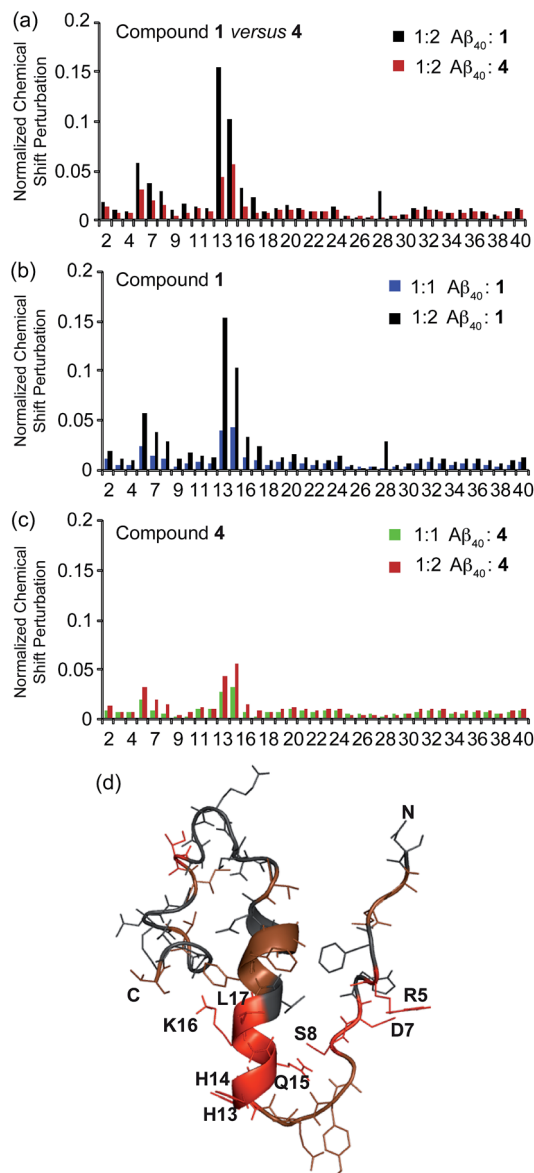 (a)
Compound 1 versus 4
1:2 Aβ40: 1
1:2 Aβ40: 4
Normalized Chemical
Shift Perturbation
0.2
0.15
0.1
0.05
0
2 4 7 9 11 13 14 16 18 20 22 24 26 28 30 32 34 36 38 40
(b)
Compound 1
1:1 Aβ40: 1
1:2 Aβ40: 1
Normalized Chemical
Shift Perturbation
0.2
0.15
0.1
0.05
0
2 4 7 9 11 13 14 16 18 20 22 24 26 28 30 32 34 36 38 40
(c)
Compound 4
1:1 Aβ40: 4
1:2 Aβ40: 4
Normalized Chemical
Shift Perturbation
0.2
0.15
0.1
0.05
0
2 4 7 9 11 13 14 16 18 20 22 24 26 28 30 32 34 36 38 40
(d)
N
C
L17
R5
K16
S8
D7
H14
Q15
H13